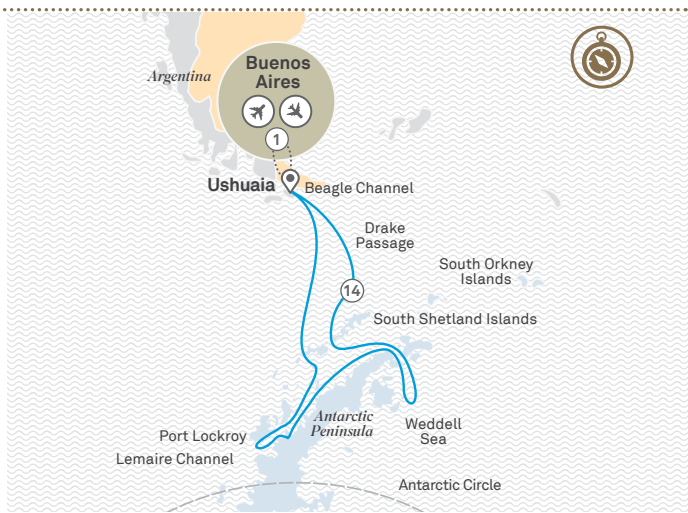 Buenos
Aires
Argentina
1
Ushuaia
Beagle Channel
Drake
Passage
South Orkney
Islands
14
South Shetland Islands
Antarctic
Peninsula
Weddell
Sea
Port Lockroy
Lemaire Channel
Antarctic Circle